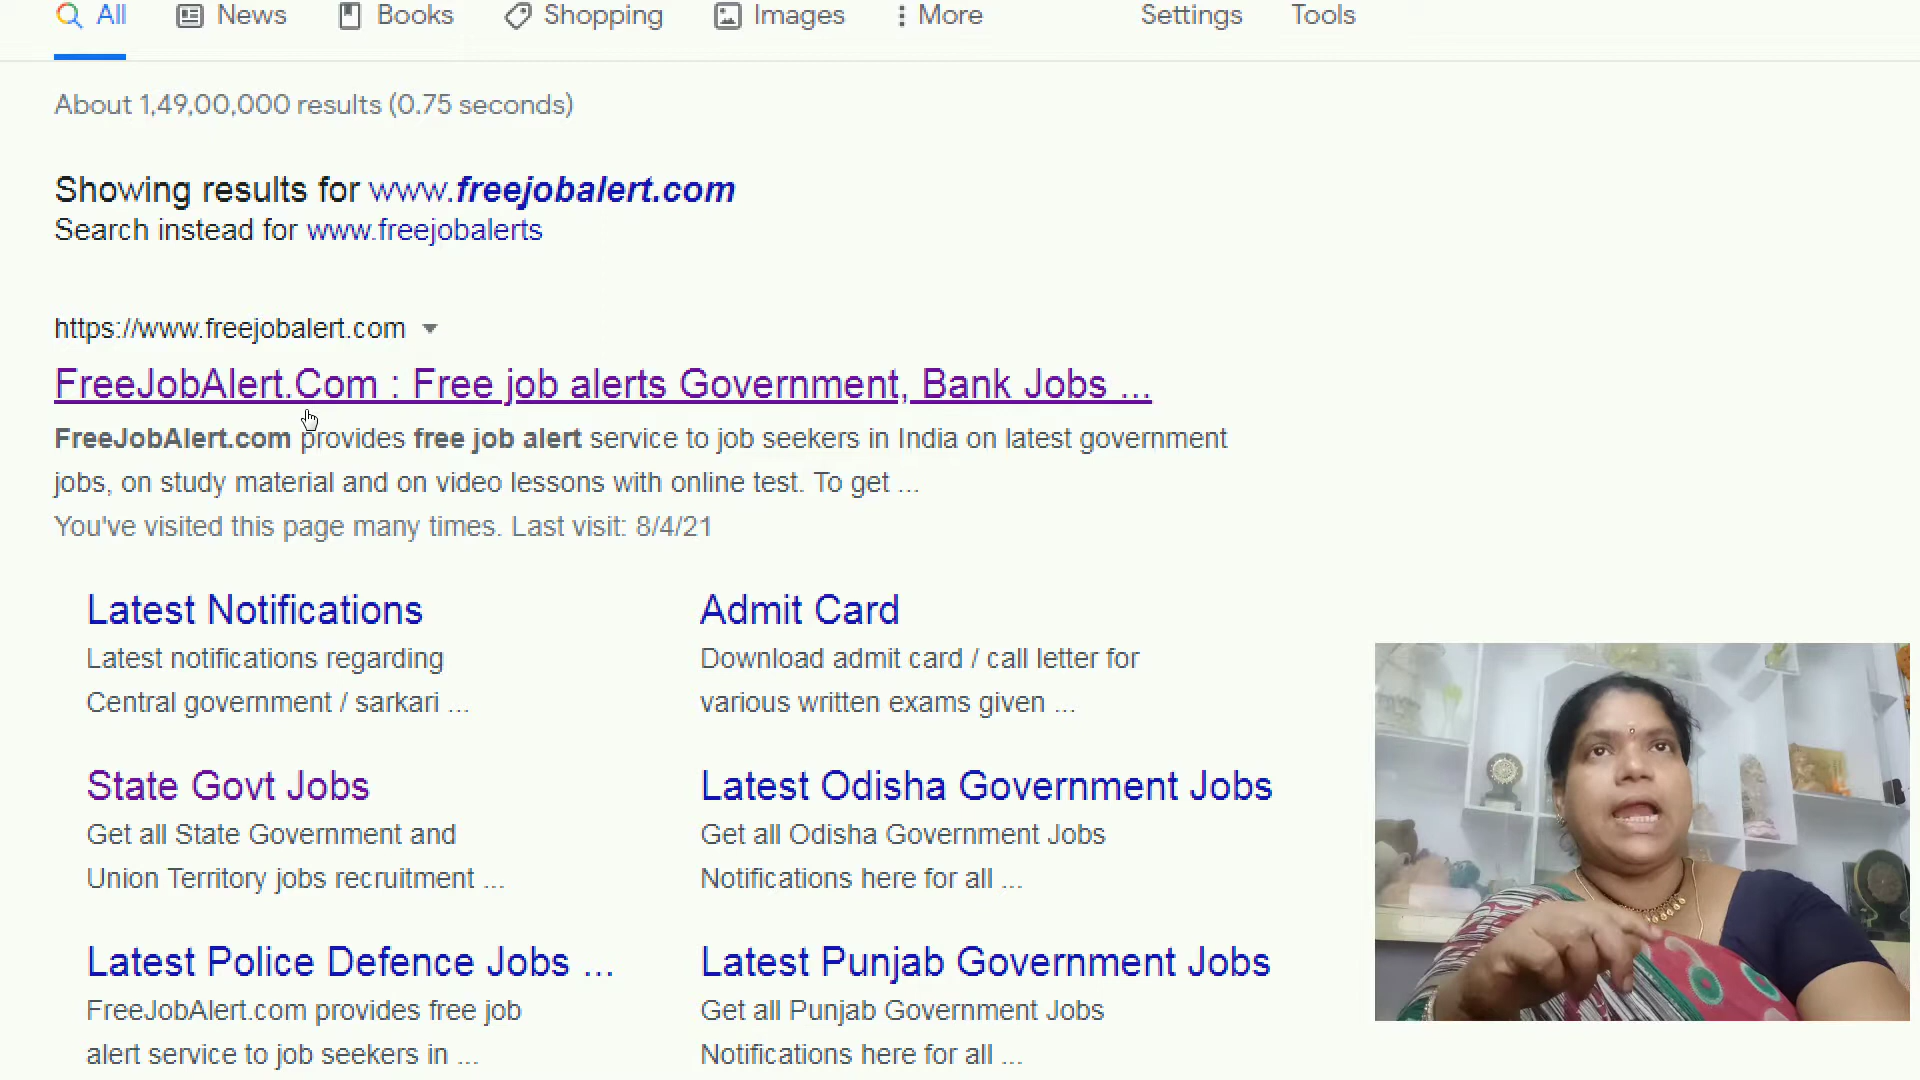 All News Books Shopping Images More Settings Tools
About 1,49,00,000 results (0.75 seconds)
Showing results for www.freejobalert.com
Search instead for www.freejobalerts
https://www.freejobalert.com
FreeJobAlert.Com : Free job alerts Government, Bank Jobs ...
FreeJobAlert.com provides free job alert service to job seekers in India on latest government
jobs, on study material and on video lessons with online test. To get ...
You've visited this page many times. Last visit: 8/4/21
Latest Notifications
Latest notifications regarding
Central government / sarkari ...
Admit Card
Download admit card / call letter for
various written exams given ...
State Govt Jobs
Get all State Government and
Union Territory jobs recruitment ...
Latest Odisha Government Jobs
Get all Odisha Government Jobs
Notifications here for all ...
Latest Police Defence Jobs ...
FreeJobAlert.com provides free job
alert service to job seekers in ...
Latest Punjab Government Jobs
Get all Punjab Government Jobs
Notifications here for all ...